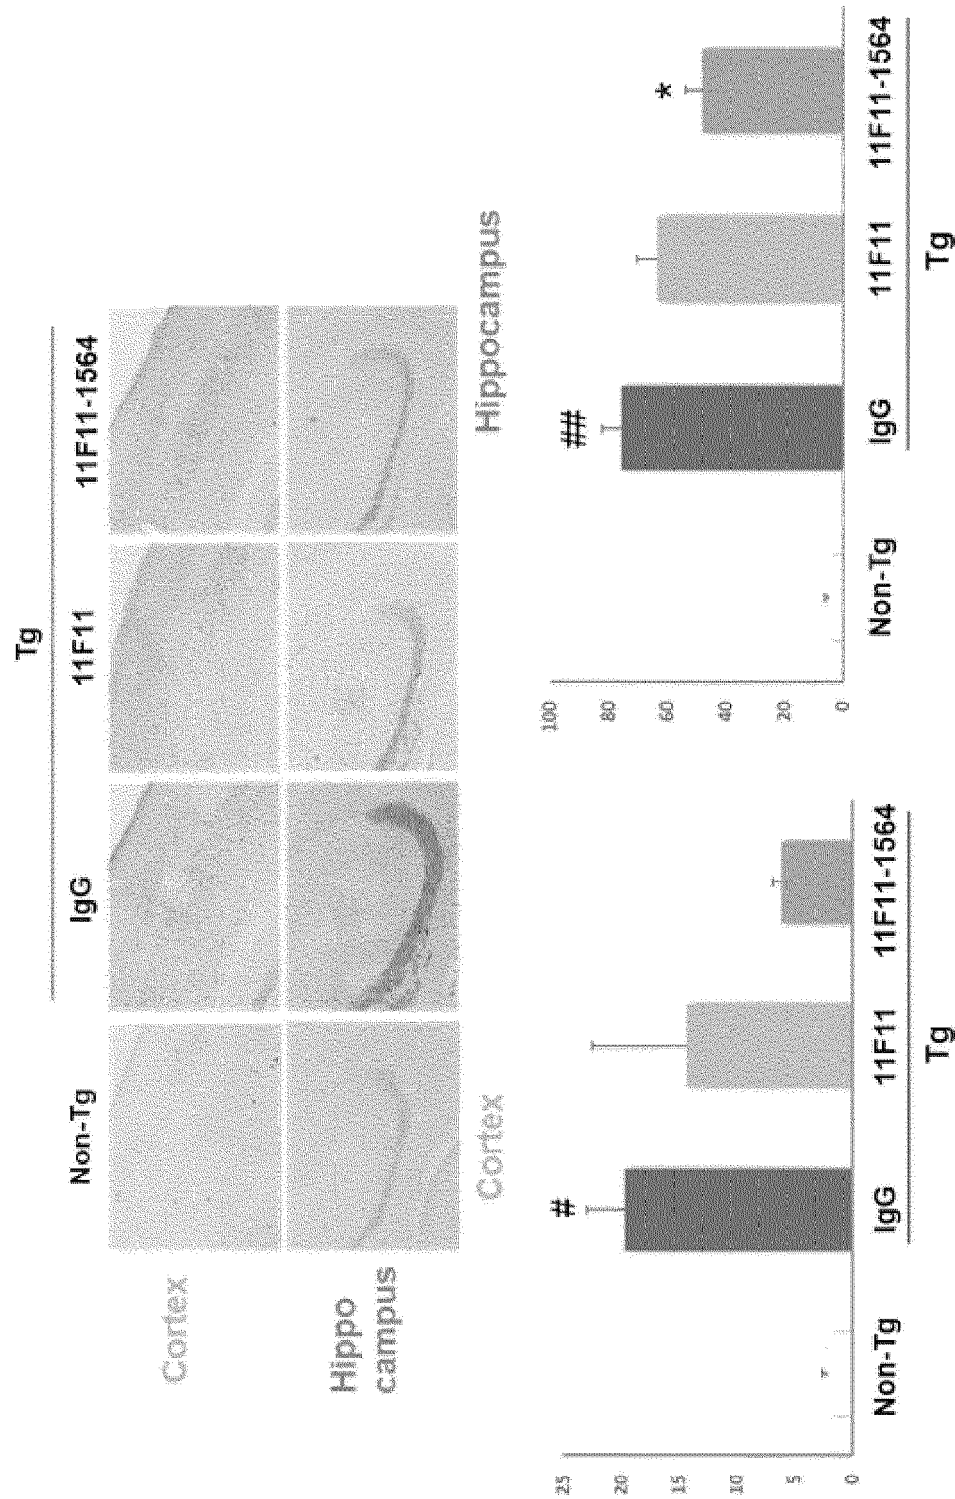 Tg
Non-Tg IgG 11F11 11F11-1564
Cortex
Hippo
campus
Cortex
25
20
15
10
5
0
#
Non-Tg IgG 11F11 11F11-1564
Tg
Hippocampus
100
80
60
40
20
0
##
*
Non-Tg IgG 11F11 11F11-1564
Tg